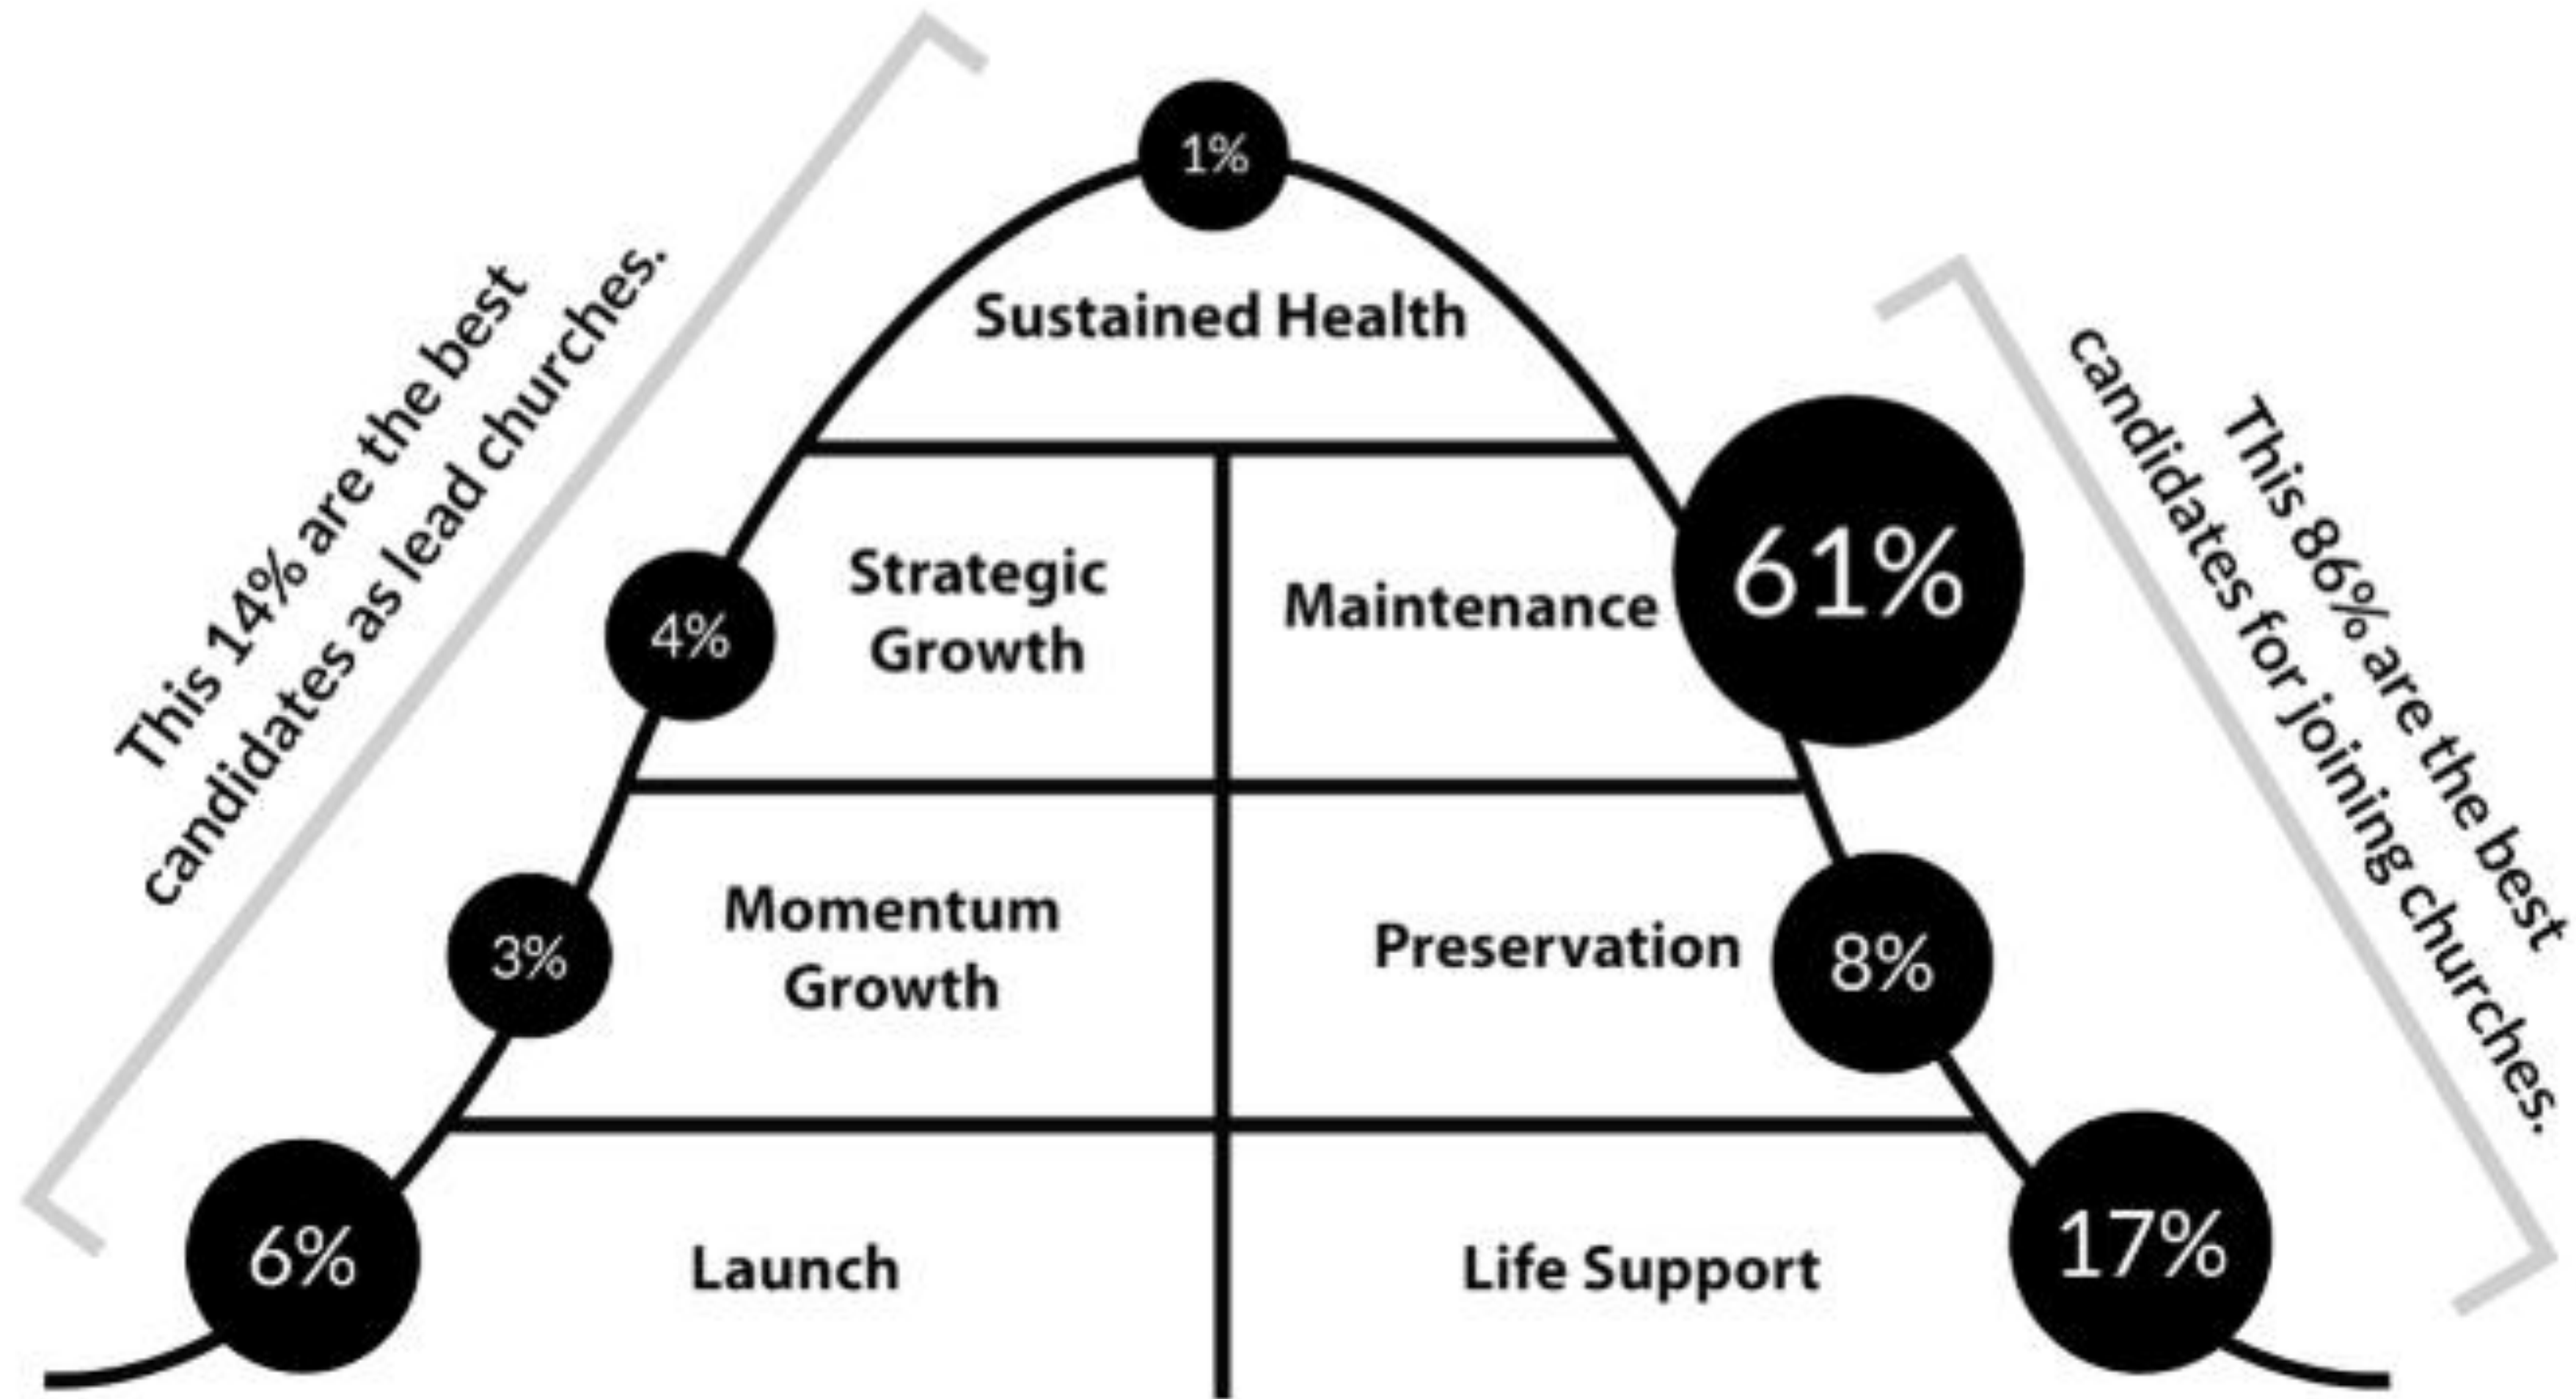 This 14% are the best
candidates as lead churches.
1%
Sustained Health
4%
Strategic
Growth
Maintenance
61%
3%
Momentum
Growth
Preservation
8%
6%
Launch
Life Support
17%
This 86% are the best
candidates for joining churches.